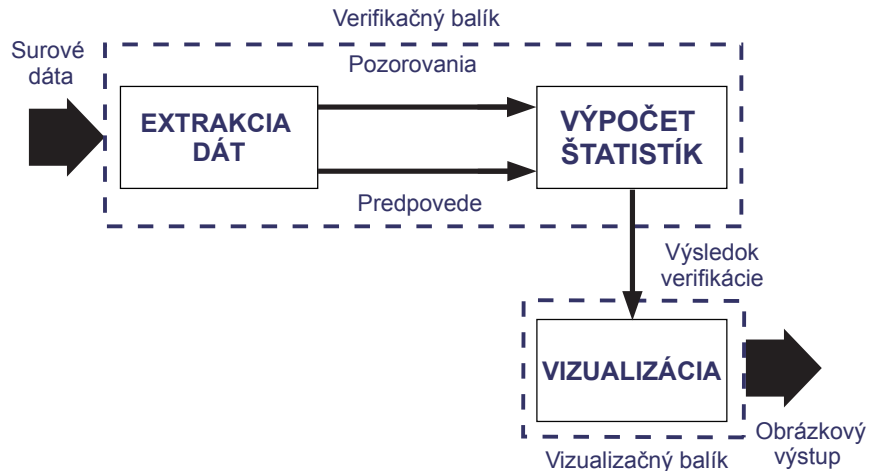 Verifikačný balík
Surové
dáta
Pozorovania
EXTRAKCIA
DÁT
VÝPOČET
ŠTATISTÍK
Predpovede
Výsledok
verifikácie
VIZUALIZÁCIA
Obrázkový
výstup
Vizualizačný balík